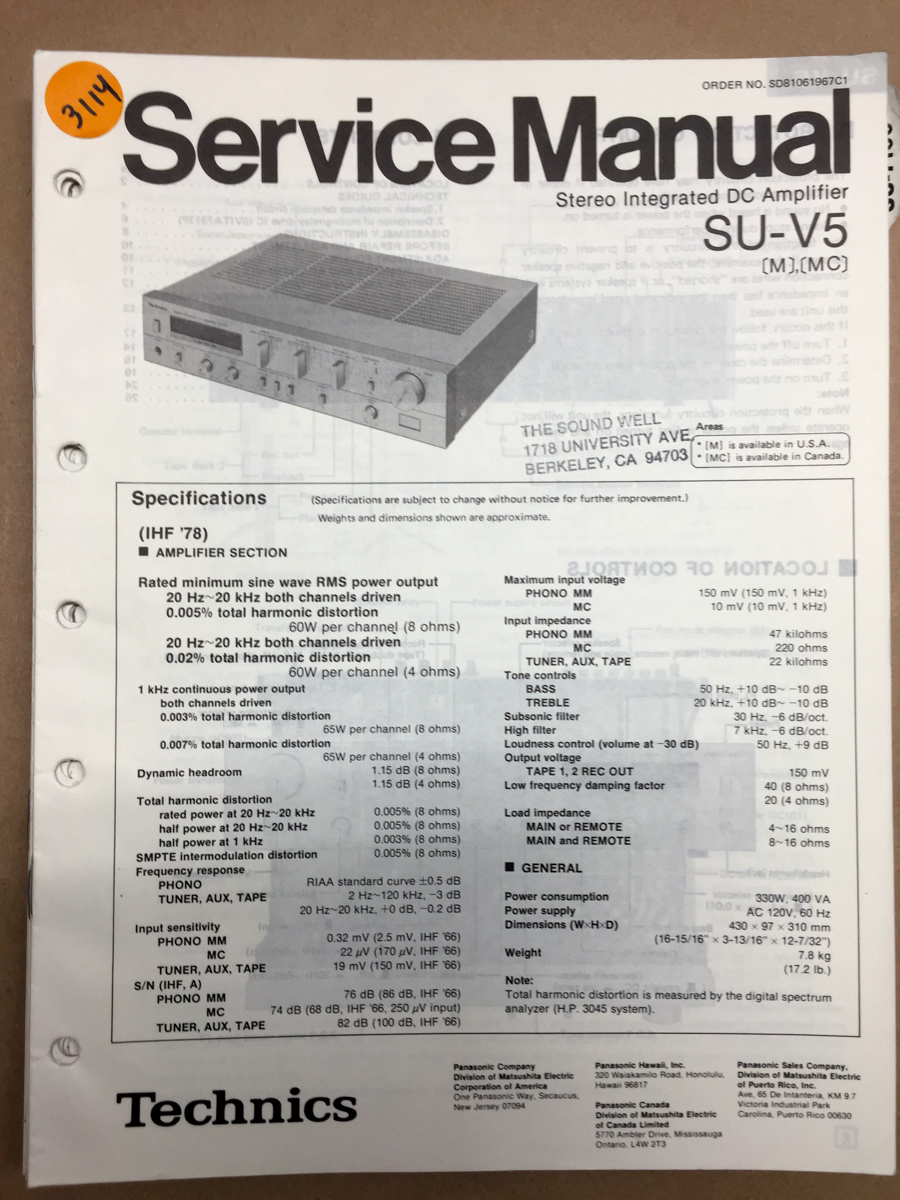 3114
ORDER NO. SD81061967C1
Service Manual
Stereo Integrated DC Amplifier
SU-V5
[M],[MC]
Technics
THE SOUND WELL
1718 UNIVERSITY AVE.
BERKELEY, CA 94703
Areas
* [M] is available in U.S.A.
* [MC] is available in Canada.
Specifications (Specifications are subject to change without notice for further improvement.)
Weights and dimensions shown are approximate.
(IHF '78)
■ AMPLIFIER SECTION
Rated minimum sine wave RMS power output
20 Hz~20 kHz both channels driven
0.005% total harmonic distortion
60W per channel (8 ohms)
20 Hz~20 kHz both channels driven
0.02% total harmonic distortion
60W per channel (4 ohms)
1 kHz continuous power output
both channels driven
0.003% total harmonic distortion
65W per channel (8 ohms)
0.007% total harmonic distortion
65W per channel (4 ohms)
Dynamic headroom 1.15 dB (8 ohms)
1.15 dB (4 ohms)
Total harmonic distortion
rated power at 20 Hz~20 kHz 0.005% (8 ohms)
half power at 20 Hz~20 kHz 0.005% (8 ohms)
half power at 1 kHz 0.003% (8 ohms)
SMPTE intermodulation distortion 0.005% (8 ohms)
Frequency response
PHONO RIAA standard curve ±0.5 dB
TUNER, AUX, TAPE 2 Hz~120 kHz, −3 dB
20 Hz~20 kHz, +0 dB, −0.2 dB
Input sensitivity
PHONO MM 0.32 mV (2.5 mV, IHF '66)
MC 22 µV (170 µV, IHF '66)
TUNER, AUX, TAPE 19 mV (150 mV, IHF '66)
S/N (IHF, A)
PHONO MM 76 dB (86 dB, IHF '66)
MC 74 dB (68 dB, IHF '66, 250 µV input)
TUNER, AUX, TAPE 82 dB (100 dB, IHF '66)
Maximum input voltage
PHONO MM 150 mV (150 mV, 1 kHz)
MC 10 mV (10 mV, 1 kHz)
Input impedance
PHONO MM 47 kilohms
MC 220 ohms
TUNER, AUX, TAPE 22 kilohms
Tone controls
BASS 50 Hz, +10 dB~ −10 dB
TREBLE 20 kHz, +10 dB~ −10 dB
Subsonic filter 30 Hz, −6 dB/oct.
High filter 7 kHz, −6 dB/oct.
Loudness control (volume at −30 dB) 50 Hz, +9 dB
Output voltage
TAPE 1, 2 REC OUT 150 mV
Low frequency damping factor 40 (8 ohms)
20 (4 ohms)
Load impedance
MAIN or REMOTE 4~16 ohms
MAIN and REMOTE 8~16 ohms
■ GENERAL
Power consumption 330W, 400 VA
Power supply AC 120V, 60 Hz
Dimensions (W×H×D) 430 × 97 × 310 mm
(16-15/16" × 3-13/16" × 12-7/32")
Weight 7.8 kg
(17.2 lb.)
Note:
Total harmonic distortion is measured by the digital spectrum
analyzer (H.P. 3045 system).
Technics
Panasonic Company
Division of Matsushita Electric
Corporation of America
One Panasonic Way, Secaucus,
New Jersey 07094
Panasonic Hawaii, Inc.
320 Waiakamilo Road, Honolulu,
Hawaii 96817
Panasonic Canada
Division of Matsushita Electric
of Canada Limited
5770 Ambler Drive, Mississauga
Ontario, L4W 2T3
Panasonic Sales Company,
Division of Matsushita Electric
of Puerto Rico, Inc.
Ave, 65 De Intanteria, KM 9.7
Victoria Industrial Park
Carolina, Puerto Rico 00630